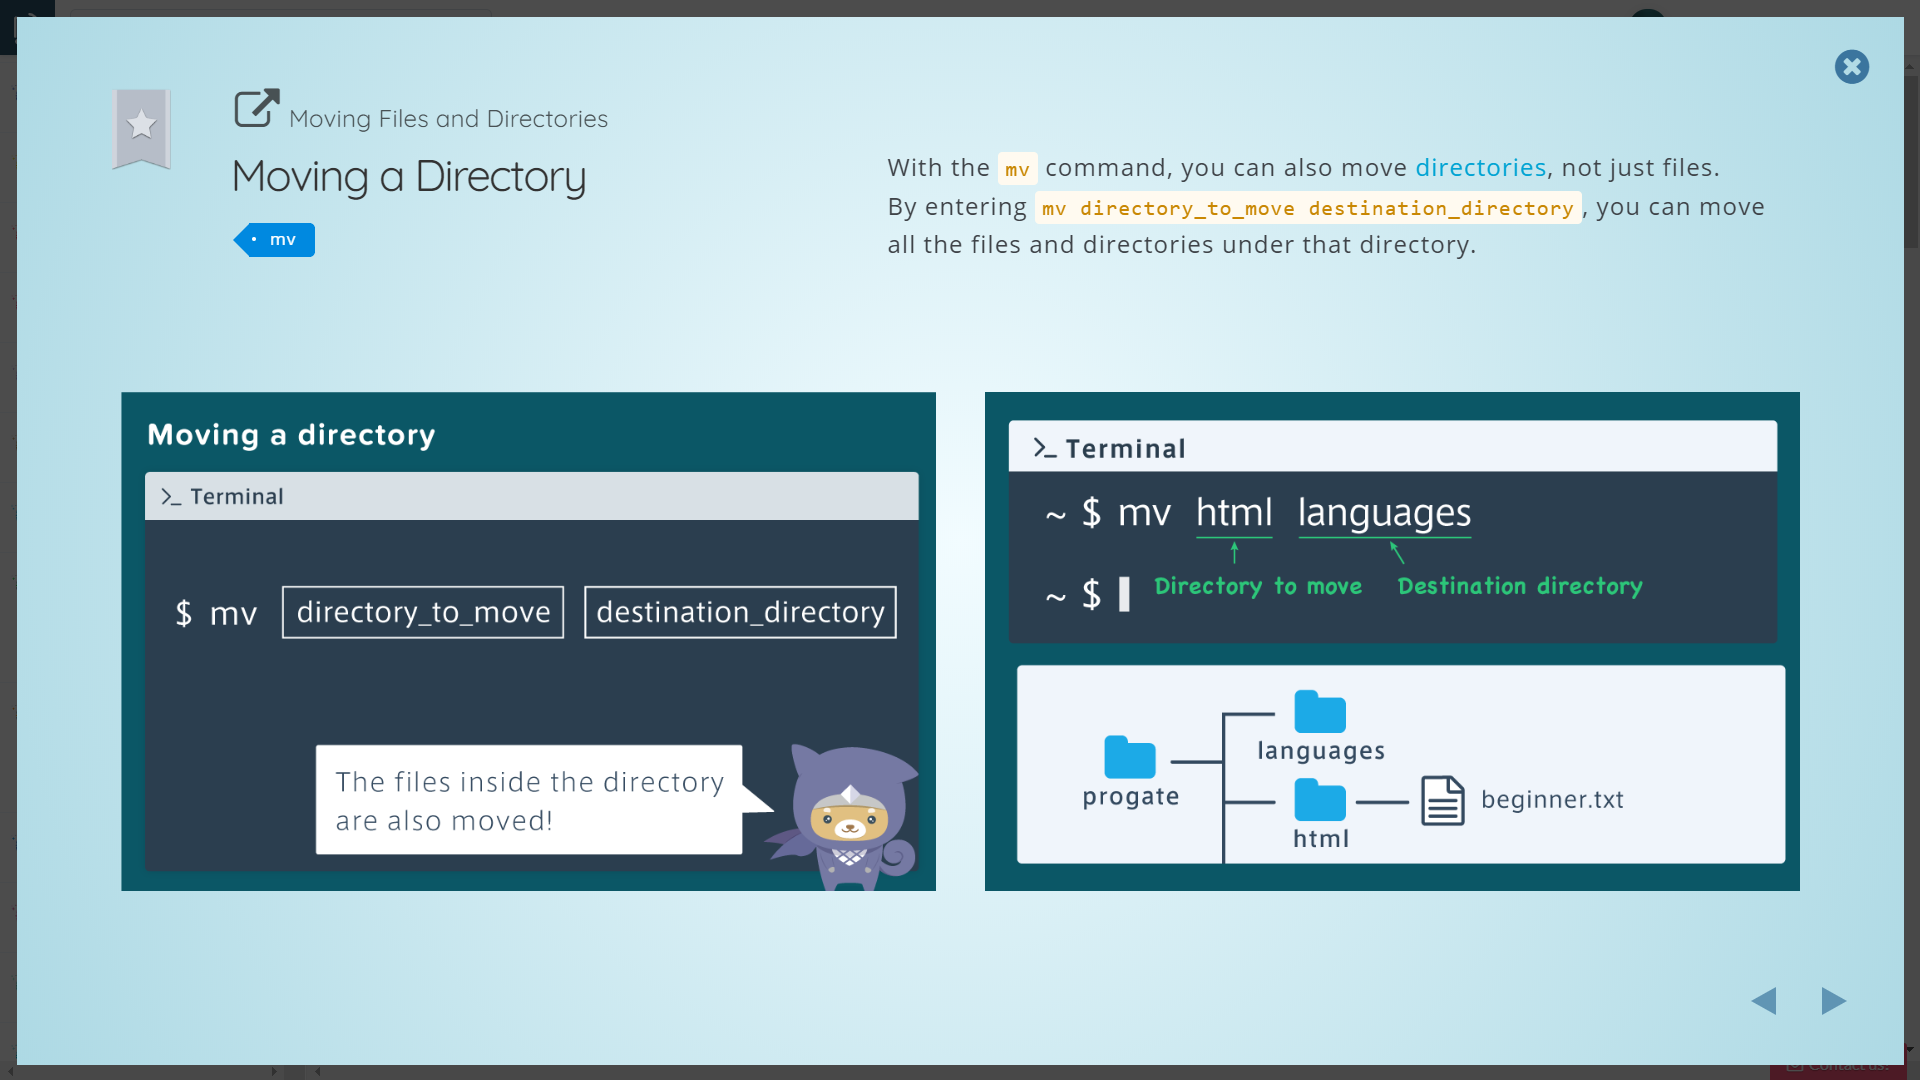 Moving Files and Directories
Moving a Directory
mv
With the mv command, you can also move directories, not just files.
By entering mv directory_to_move destination_directory, you can move
all the files and directories under that directory.
Moving a directory
>_ Terminal
$ mv directory_to_move destination_directory
The files inside the directory
are also moved!
>_ Terminal
~ $ mv html languages
Directory to move Destination directory
~ $
languages
progate
beginner.txt
html
Contact us!